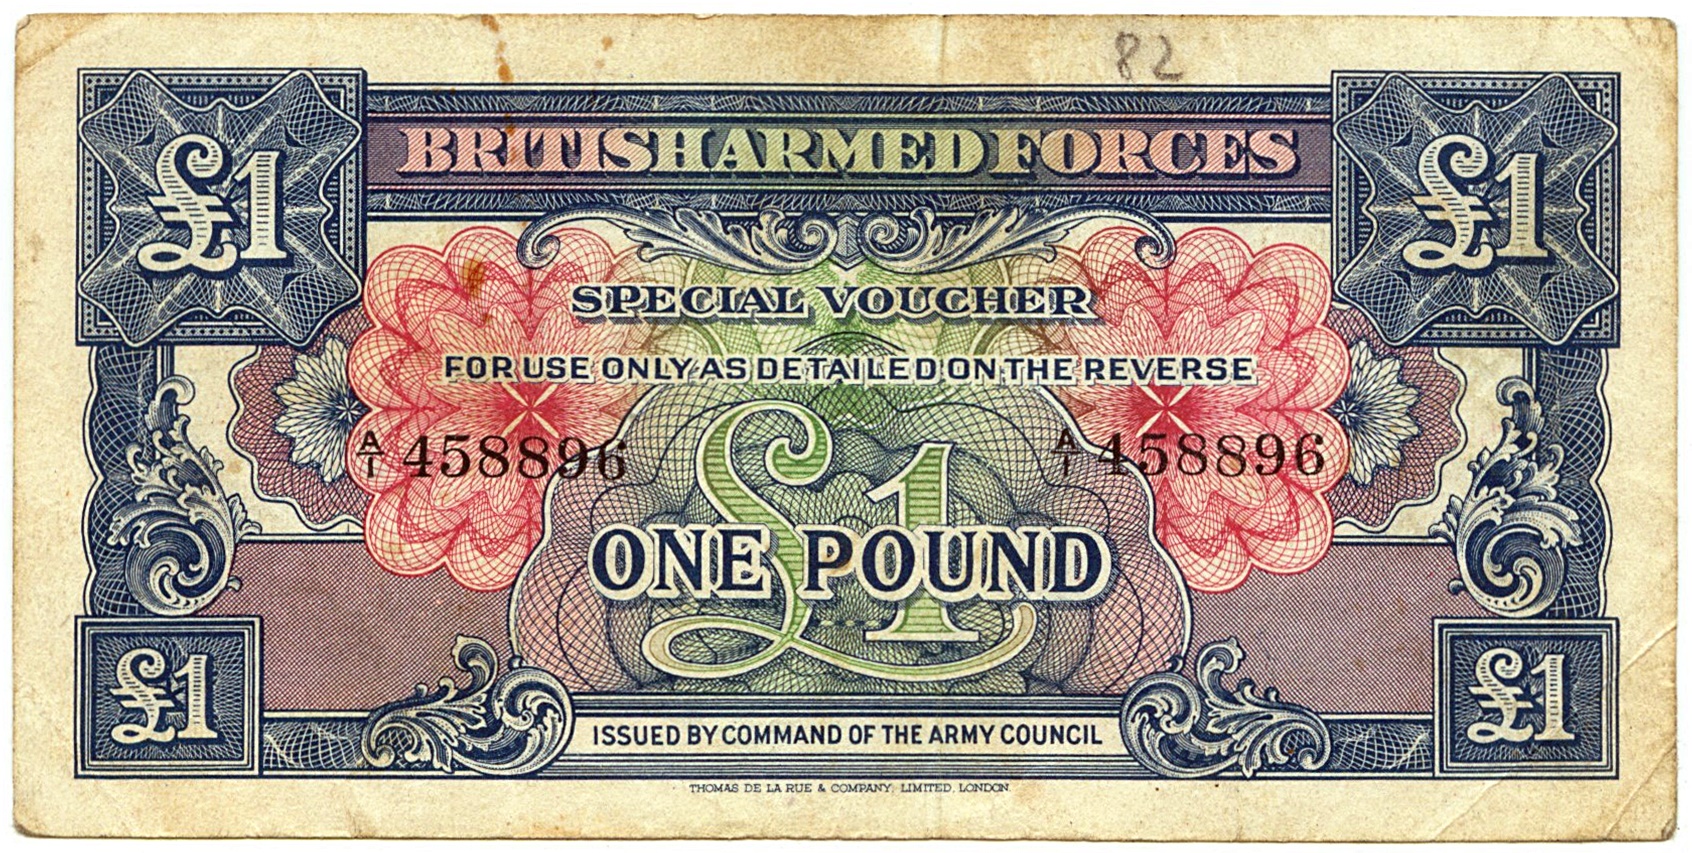 82
£1 BRITISH ARMED FORCES £1
SPECIAL VOUCHER
FOR USE ONLY AS DETAILED ON THE REVERSE
A/1 458896 A/1 458896
£1
ONE POUND
£1 ISSUED BY COMMAND OF THE ARMY COUNCIL £1
THOMAS DE LA RUE & COMPANY, LIMITED, LONDON.